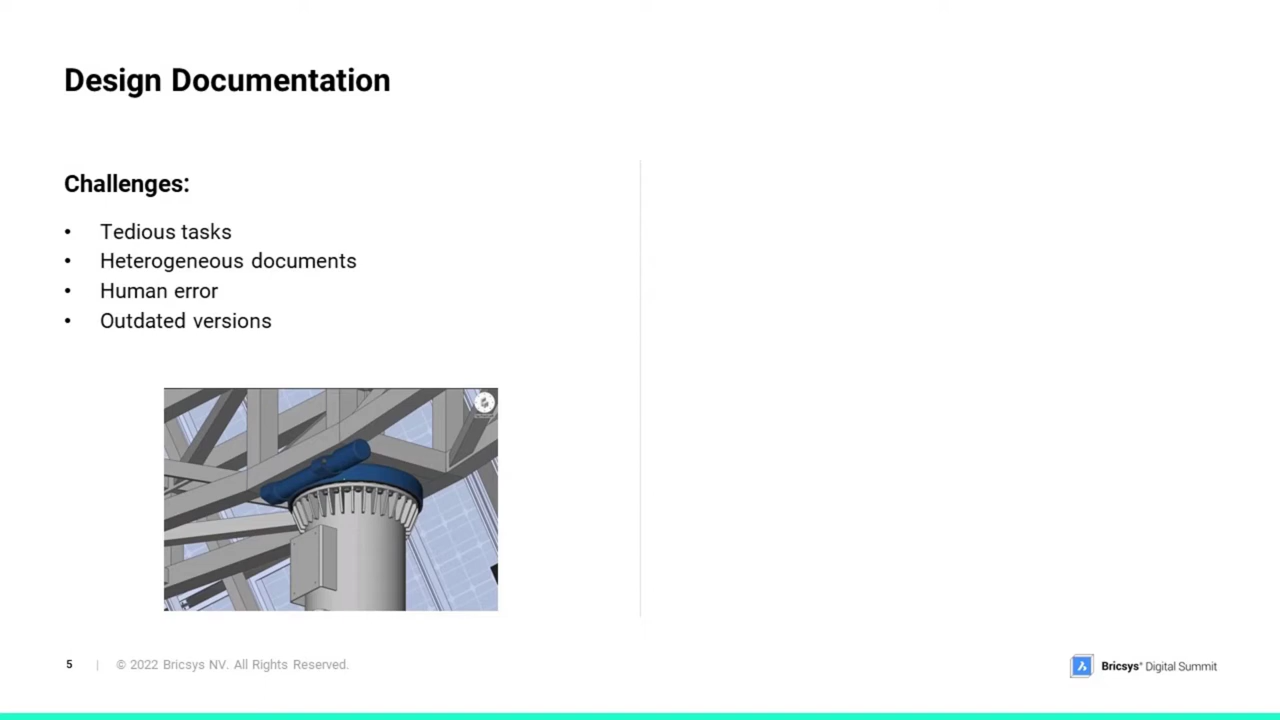 Design Documentation
Challenges:
• Tedious tasks
• Heterogeneous documents
• Human error
• Outdated versions
5 | © 2022 Bricsys NV. All Rights Reserved.
Bricsys® Digital Summit